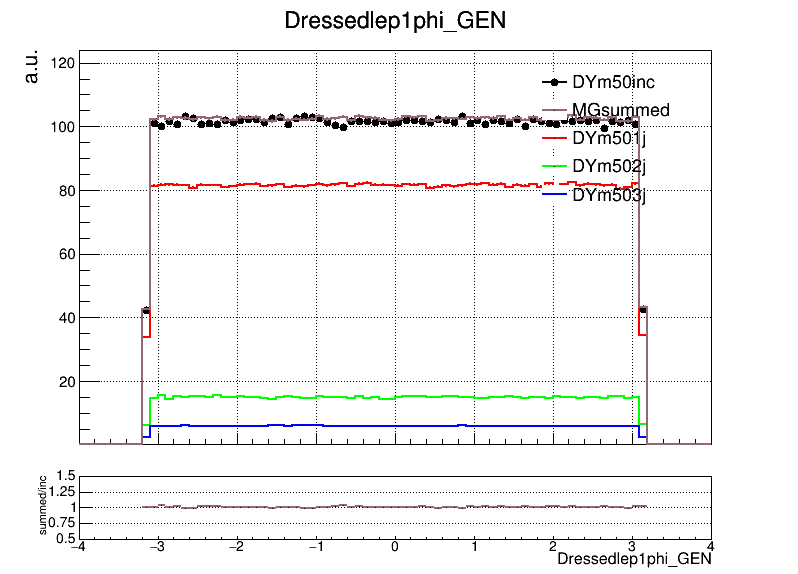 Dressedlep1phi_GEN
a.u.
120
100
80
60
40
20
DYm50inc
MGsummed
DYm501j
DYm502j
DYm503j
summed/inc
1.5
1.25
1
0.75
0.5
−4 −3 −2 −1 0 1 2 3 4
Dressedlep1phi_GEN